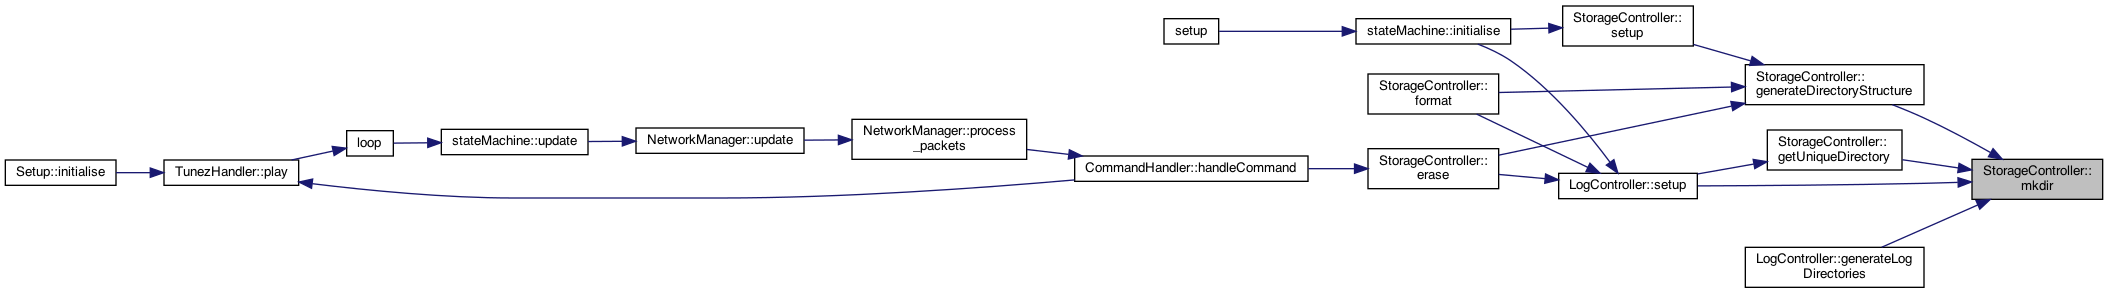 Setup::initialise
TunezHandler::play
loop
stateMachine::update
NetworkManager::update
NetworkManager::process
_packets
CommandHandler::handleCommand
setup
stateMachine::initialise
StorageController::
format
StorageController::
erase
StorageController::
setup
LogController::setup
StorageController::
generateDirectoryStructure
StorageController::
getUniqueDirectory
LogController::generateLog
Directories
StorageController::
mkdir